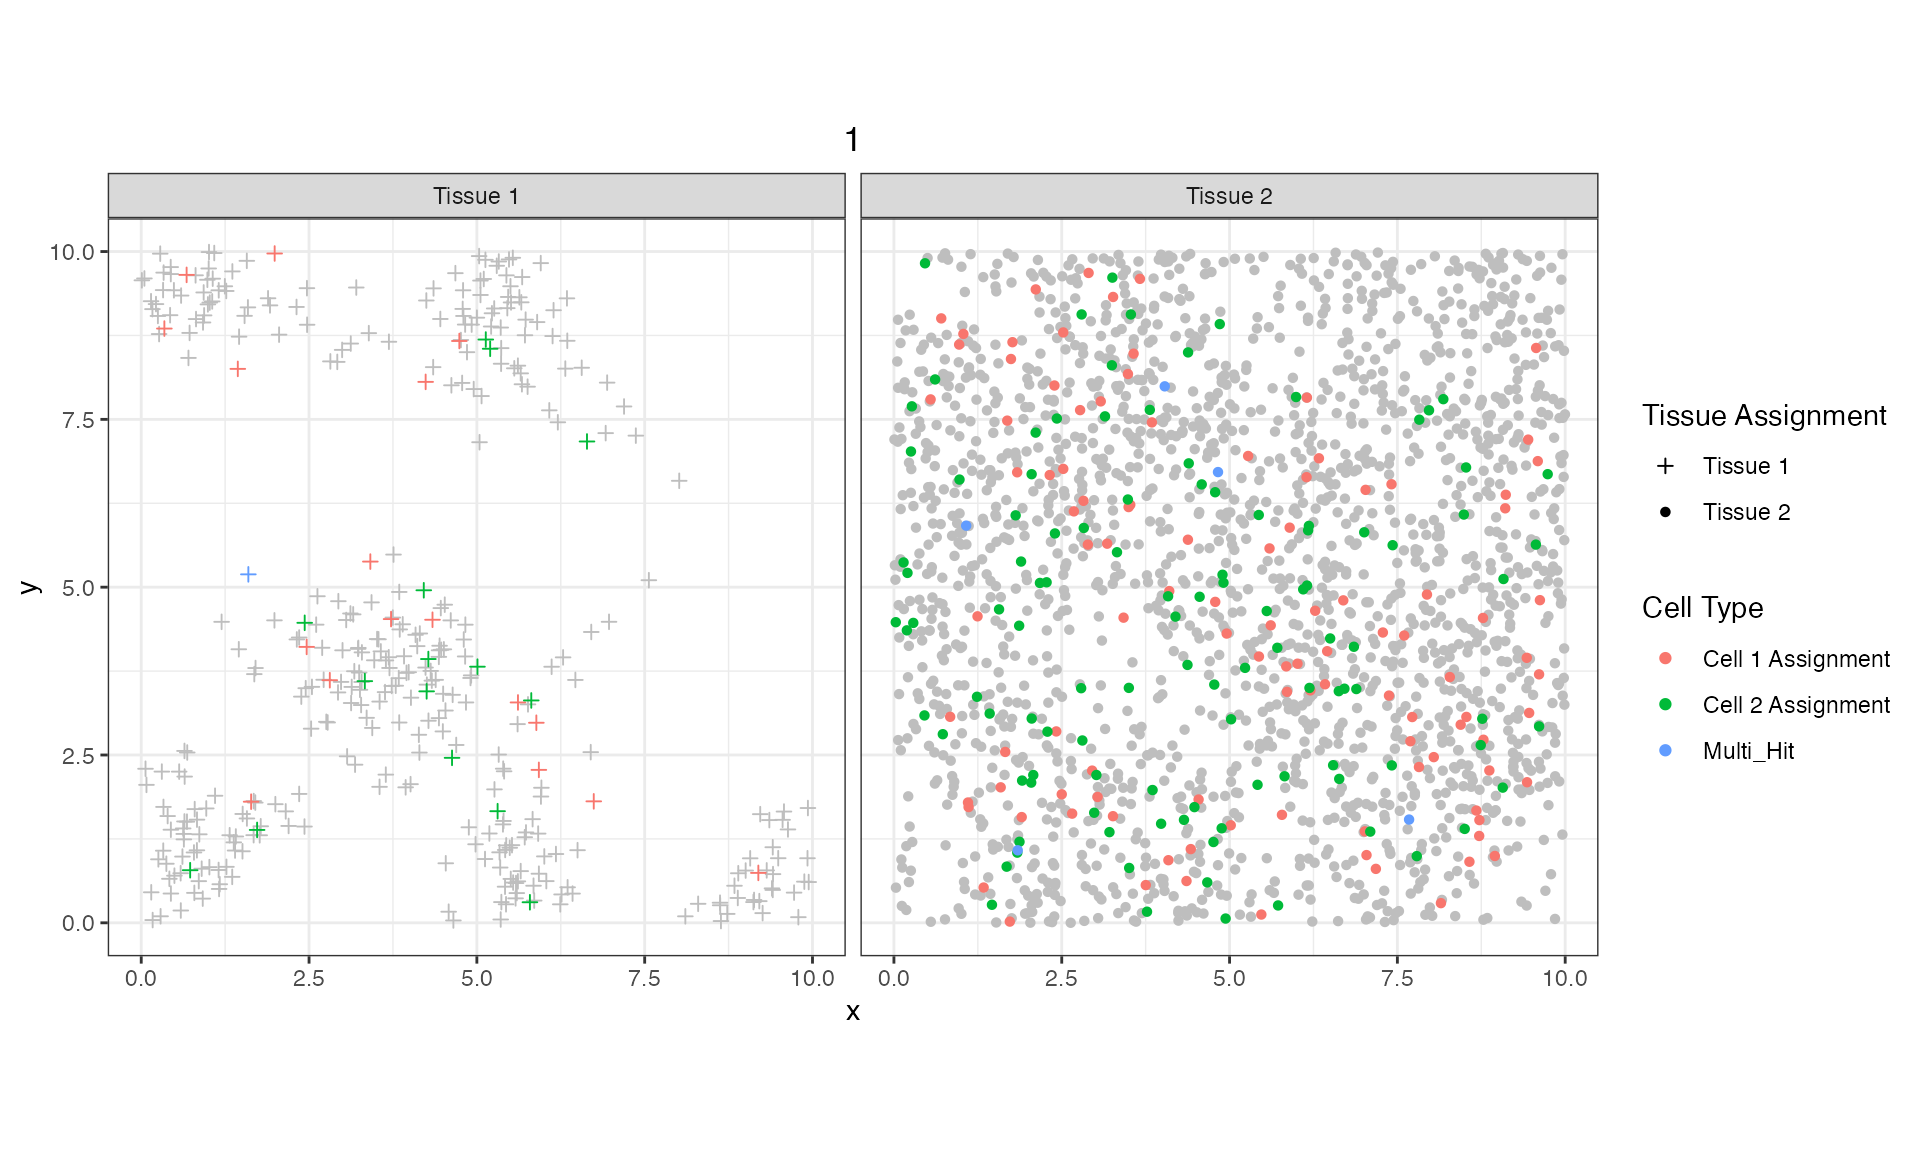 1
Tissue 1
Tissue 2
10.0
7.5
5.0
2.5
0.0
y
0.0 2.5 5.0 7.5 10.0
0.0 2.5 5.0 7.5 10.0
x
Tissue Assignment
Tissue 1
Tissue 2
Cell Type
Cell 1 Assignment
Cell 2 Assignment
Multi_Hit